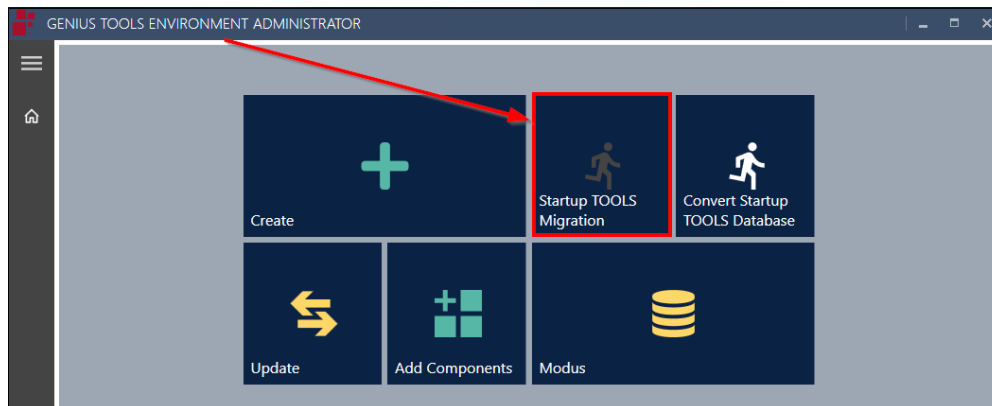 GENIUS TOOLS ENVIRONMENT ADMINISTRATOR
Create
Startup TOOLS
Migration
Convert Startup
TOOLS Database
Update
Add Components
Modus